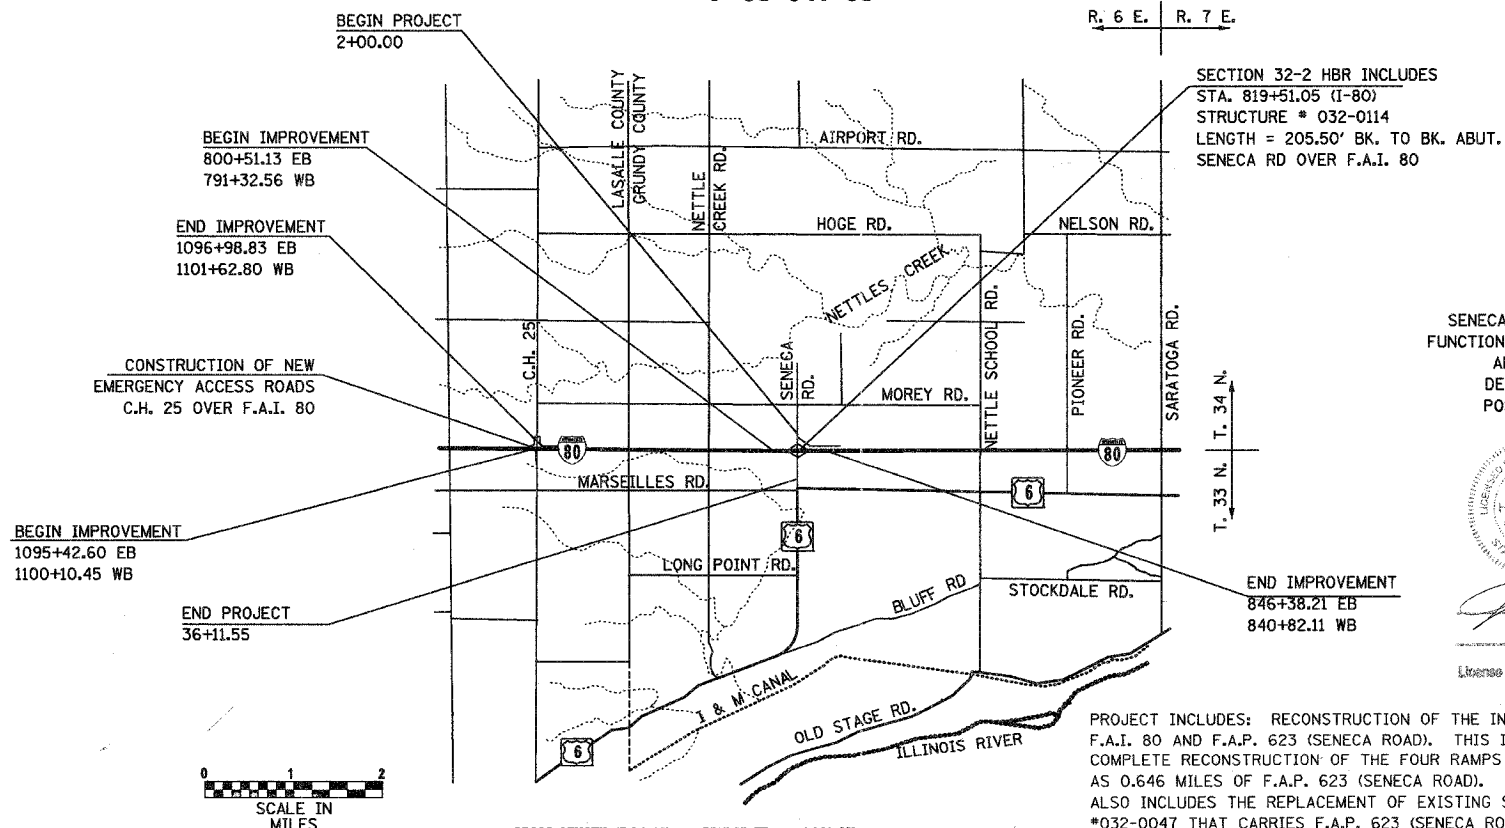 BEGIN PROJECT
2+00.00
R. 6 E.
R. 7 E.
SECTION 32-2 HBR INCLUDES
STA. 819+51.05 (I-80)
STRUCTURE # 032-0114
LENGTH = 205.50' BK. TO BK. ABUT.
SENECA RD OVER F.A.I. 80
BEGIN IMPROVEMENT
800+51.13 EB
791+32.56 WB
END IMPROVEMENT
1096+98.83 EB
1101+62.80 WB
CONSTRUCTION OF NEW
EMERGENCY ACCESS ROADS
C.H. 25 OVER F.A.I. 80
BEGIN IMPROVEMENT
1095+42.60 EB
1100+10.45 WB
END PROJECT
36+11.55
LASALLE COUNTY
GRUNDY COUNTY
NETTLE
CREEK RD.
AIRPORT RD.
HOGE RD.
NELSON RD.
NETTLES CREEK
C.H. 25
SENECA
RD.
MOREY RD.
NETTLE SCHOOL RD.
PIONEER RD.
SARATOGA RD.
T. 34 N.
T. 33 N.
80
80
MARSEILLES RD.
6
6
LONG POINT RD.
BLUFF RD
STOCKDALE RD.
END IMPROVEMENT
846+38.21 EB
840+82.11 WB
I & M CANAL
OLD STAGE RD.
ILLINOIS RIVER
6
0 1 2
SCALE IN
MILES
SENECA
FUNCTION
DE
PO
License
PROJECT INCLUDES: RECONSTRUCTION OF THE IN
F.A.I. 80 AND F.A.P. 623 (SENECA ROAD). THIS I
COMPLETE RECONSTRUCTION OF THE FOUR RAMPS
AS 0.646 MILES OF F.A.P. 623 (SENECA ROAD).
ALSO INCLUDES THE REPLACEMENT OF EXISTING S
#032-0047 THAT CARRIES F.A.P. 623 (SENECA RO